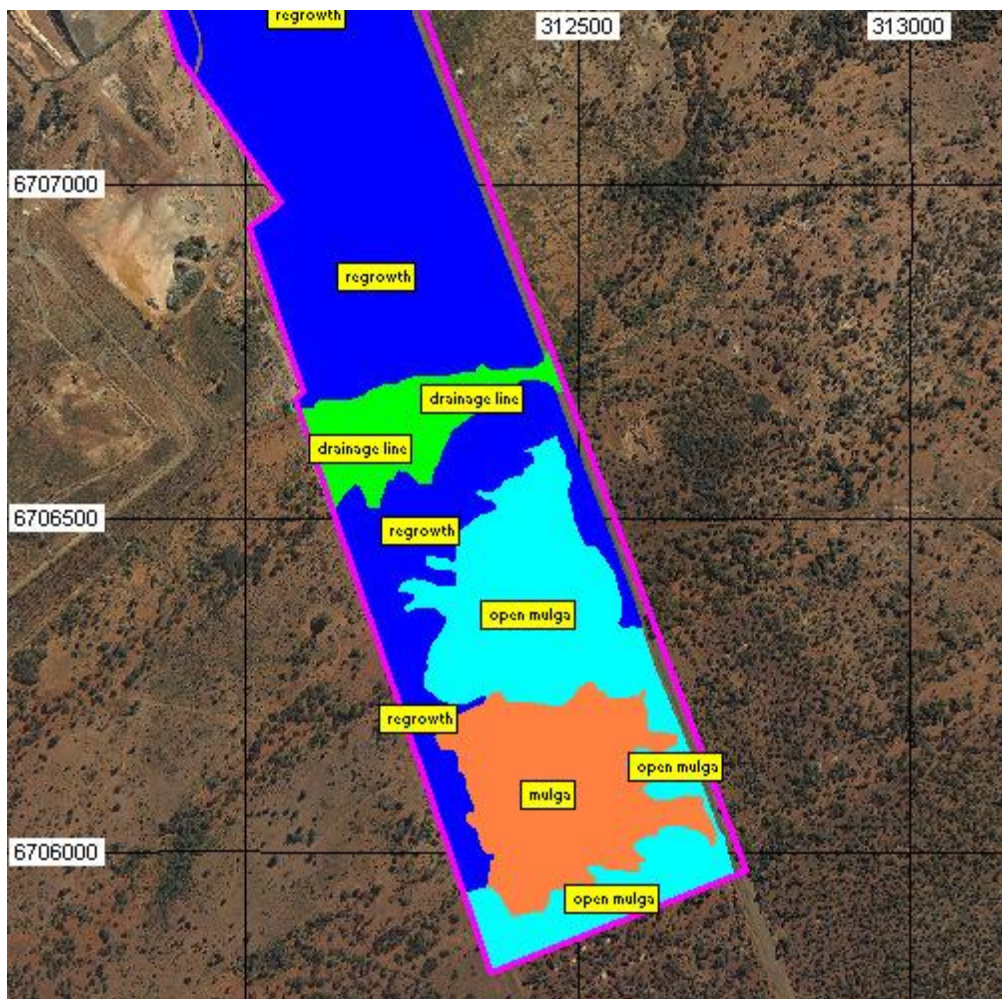 regrowth
312500
313000
6707000
regrowth
drainage line
drainage line
6706500
regrowth
open mulga
regrowth
open mulga
mulga
6706000
open mulga